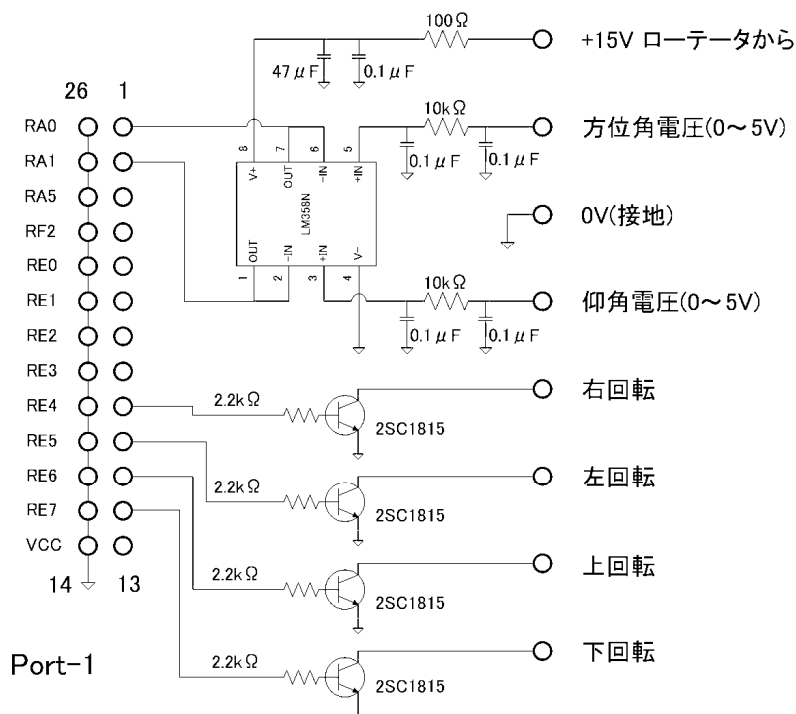 100Ω
+15V ローテータから
47μF
0.1μF
26
1
10kΩ
RA0
方位角電圧(0～5V)
8
7
6
5
0.1μF
0.1μF
RA1
V+
OUT
-IN
+IN
RA5
LM358N
RF2
0V(接地)
OUT
-IN
+IN
V-
RE0
1
2
3
4
10kΩ
RE1
仰角電圧(0～5V)
RE2
0.1μF
0.1μF
RE3
右回転
2.2kΩ
RE4
2SC1815
RE5
左回転
RE6
2.2kΩ
2SC1815
RE7
VCC
上回転
14
13
2.2kΩ
2SC1815
下回転
Port-1
2.2kΩ
2SC1815